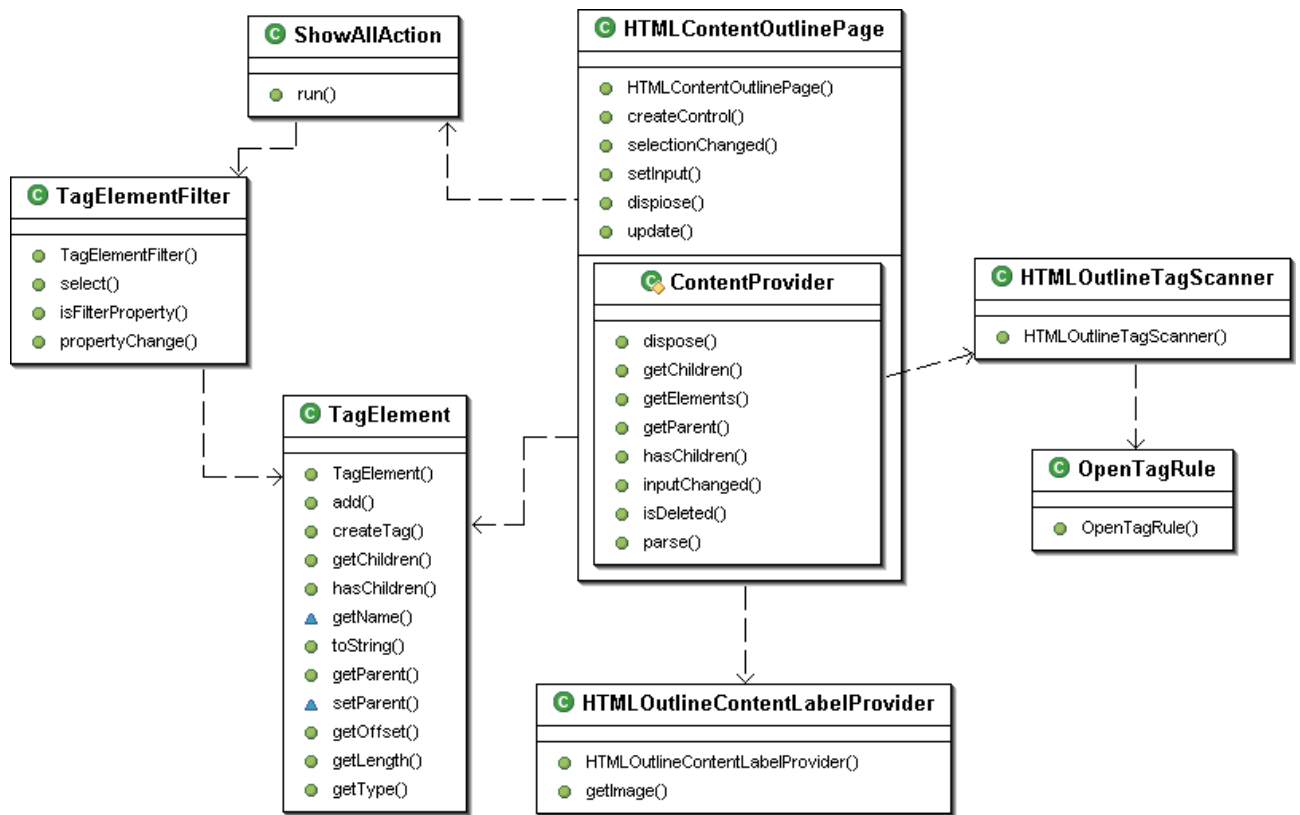 ShowAllAction
run()
HTMLContentOutlinePage
HTMLContentOutlinePage()
createControl()
selectionChanged()
setInput()
dispiose()
update()
TagElementFilter
TagElementFilter()
select()
isFilterProperty()
propertyChange()
ContentProvider
dispose()
getChildren()
getElements()
getParent()
hasChildren()
inputChanged()
isDeleted()
parse()
HTMLOutlineTagScanner
HTMLOutlineTagScanner()
TagElement
TagElement()
add()
createTag()
getChildren()
hasChildren()
getName()
toString()
getParent()
setParent()
getOffset()
getLength()
getType()
OpenTagRule
OpenTagRule()
HTMLOutlineContentLabelProvider
HTMLOutlineContentLabelProvider()
getImage()